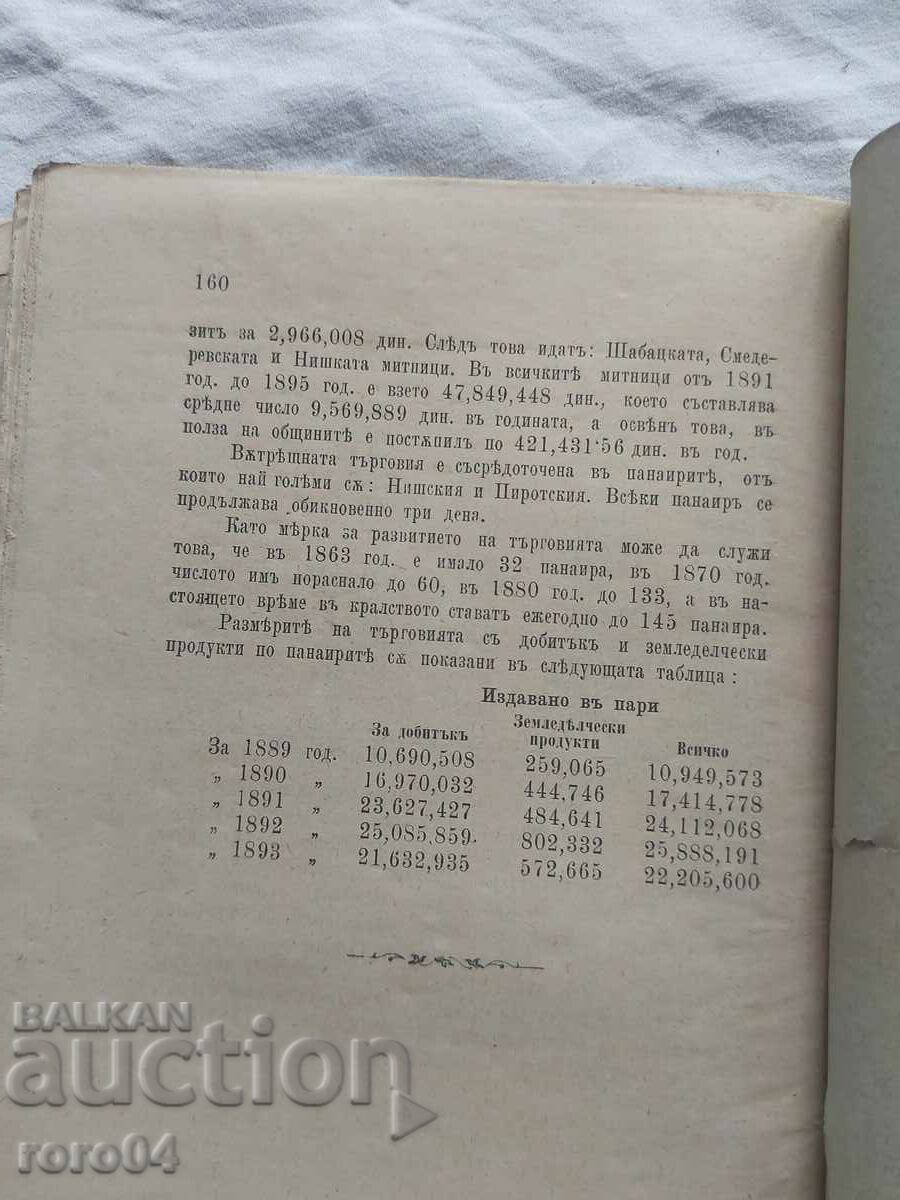 160
зитъ за 2,966,008 дин. Слѣдъ това идатъ: Шабацката, Смеде-
ревската и Нишката митници. Въ всичкитѣ митници отъ 1891
год. до 1895 год. е взето 47,849,448 дин., което съставлява
срѣдне число 9,569,889 дин. въ годината, а освѣнъ това, въ
полза на общинитѣ е постѫпилъ по 421,431·56 дин. въ год.
Вѫтрѣшната търговия е съсрѣдоточена въ панаиритѣ, отъ
които най голѣми сѫ: Нишския и Пиротския. Всѣки панаиръ се
продължава обикновенно три дена.
Като мѣрка за развитието на търговията може да служи
това, че въ 1863 год. е имало 32 панаира, въ 1870 год.
числото имъ пораснало до 60, въ 1880 год. до 133, а въ на-
стоящето врѣме въ кралството ставатъ ежегодно до 145 панаира.
Размѣритѣ на търговията съ добитъкъ и земледелчески
продукти по панаиритѣ сѫ показани въ слѣдующата таблица:
Издавано въ пари
За добитъкъ Земледѣлчески продукти Всичко
За 1889 год. 10,690,508 259,065 10,949,573
„ 1890 „ 16,970,032 444,746 17,414,778
„ 1891 „ 23,627,427 484,641 24,112,068
„ 1892 „ 25,085,859 802,332 25,888,191
„ 1893 „ 21,632,935 572,665 22,205,600
BALKAN
auction
roro04